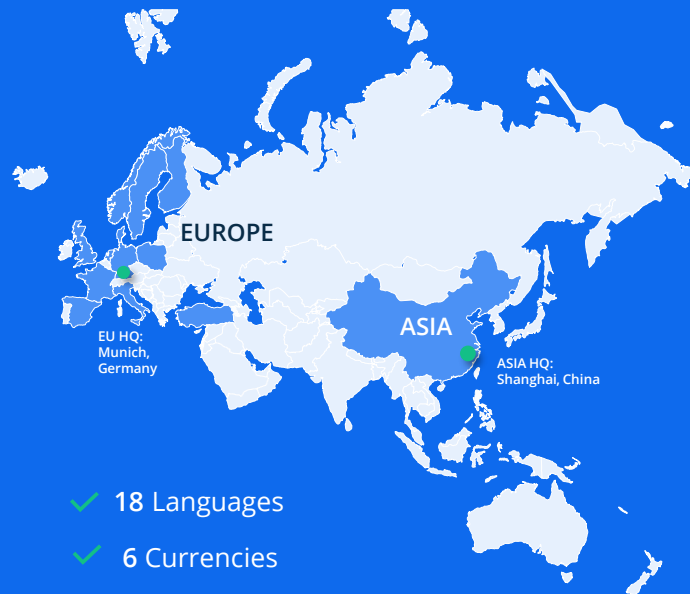 EUROPE
ASIA
EU HQ:
Munich,
Germany
ASIA HQ:
Shanghai, China
18 Languages
6 Currencies